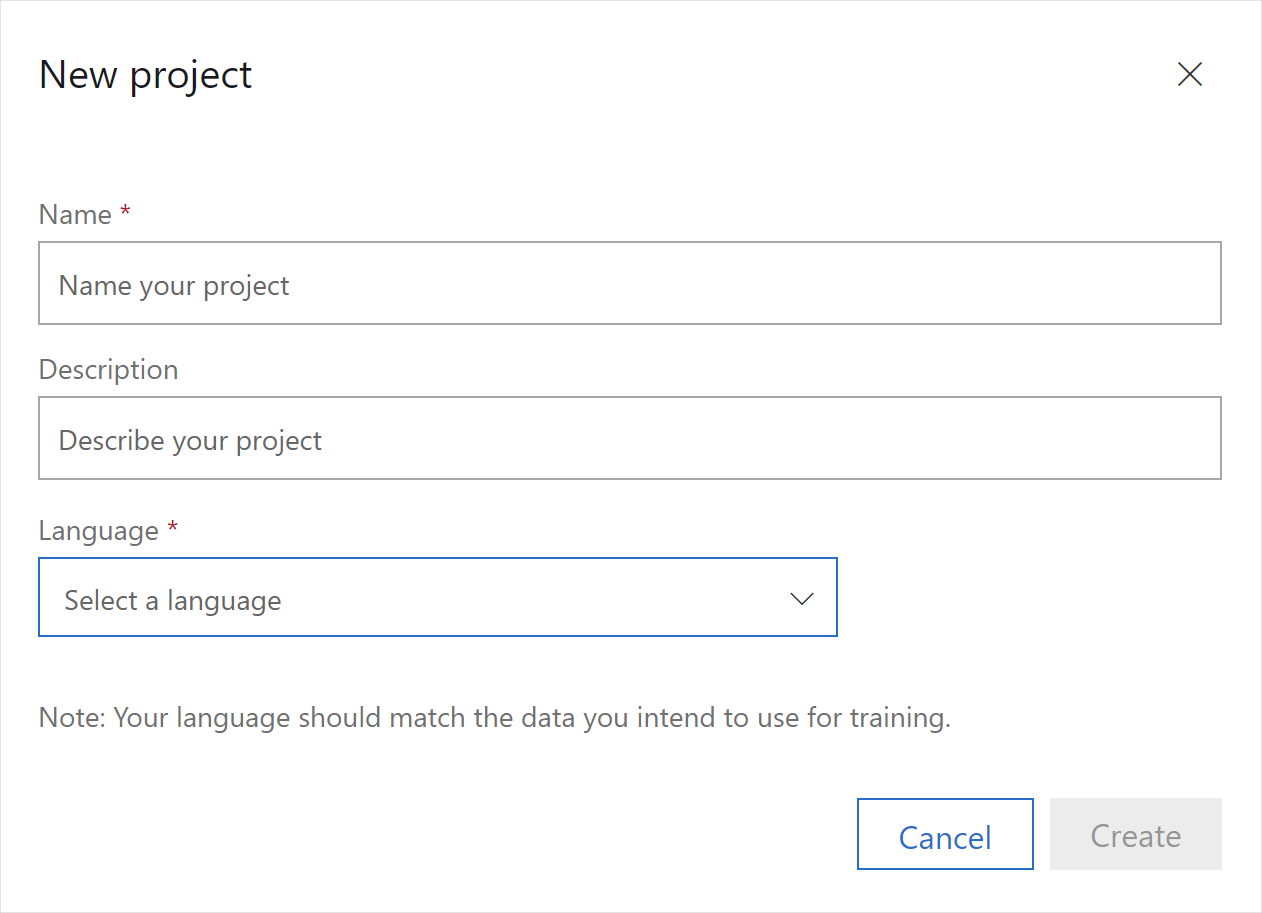 New project
Name *
Name your project
Description
Describe your project
Language *
Select a language
Note: Your language should match the data you intend to use for training.
Cancel Create